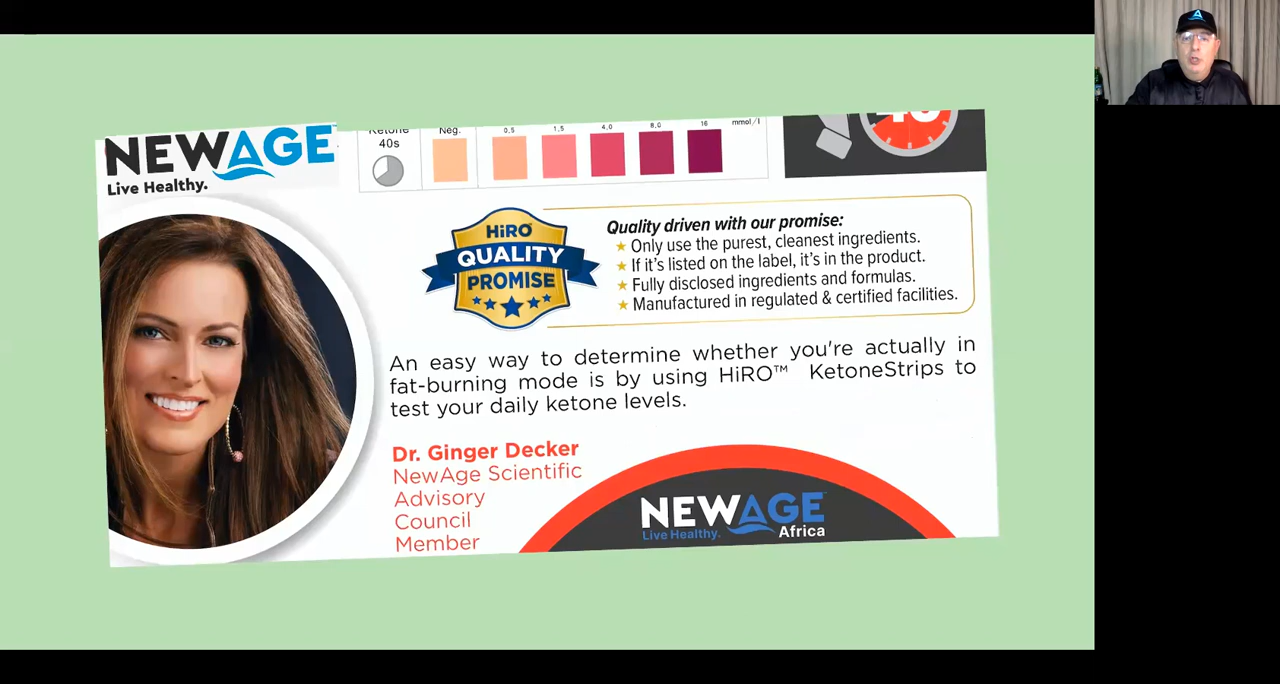 NEWAGE
Live Healthy.
Ketone
40s
Neg.
0,5
1,5
4,0
8,0
16
mmol/l
HiRO
QUALITY
PROMISE
Quality driven with our promise:
Only use the purest, cleanest ingredients.
If it's listed on the label, it's in the product.
Fully disclosed ingredients and formulas.
Manufactured in regulated & certified facilities.
An easy way to determine whether you're actually in
fat-burning mode is by using HiRO™ KetoneStrips to
test your daily ketone levels.
Dr. Ginger Decker
NewAge Scientific
Advisory
Council
Member
NEWAGE
Live Healthy.
Africa